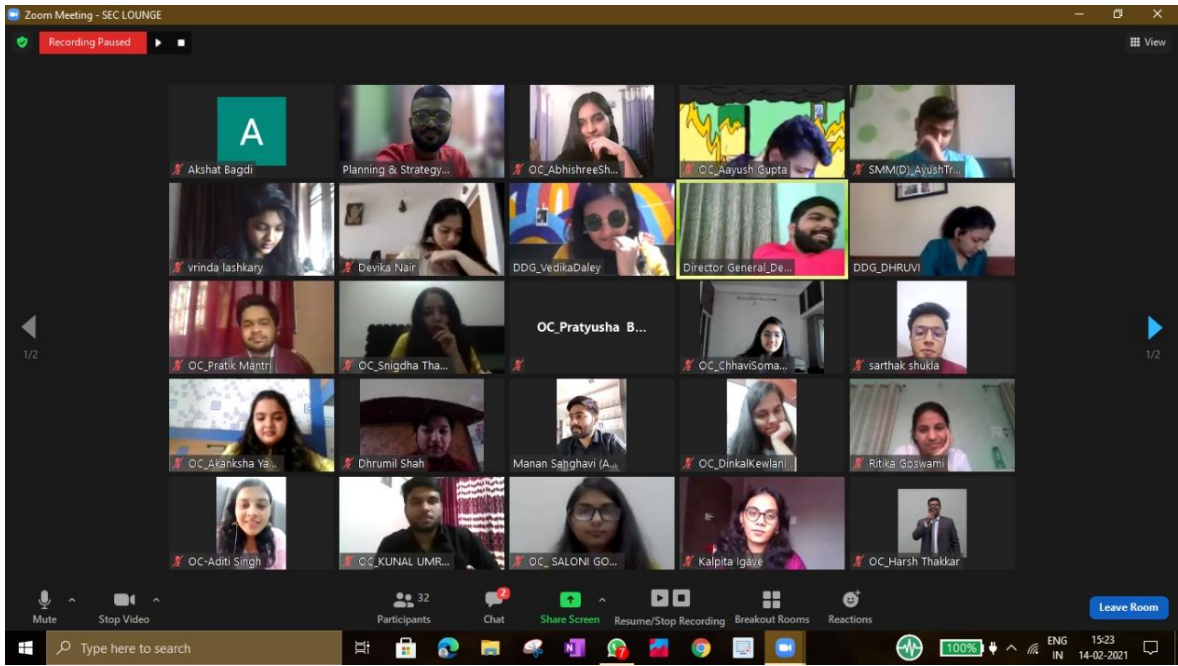 Zoom Meeting - SEC LOUNGE
Recording Paused
View
A
Akshat Bagdi
Planning & Strategy...
OC_AbhishreeSh...
OC_Aayush Gupta
SMM(D)_AyushTr...
vrinda lashkary
Devika Nair
DDG_VedikaDaley
Director General_De...
DDG_DHRUVI
OC_Pratik Mantri
OC_Snigdha Tha...
OC_Pratyusha B...
OC_ChhaviSoma...
sarthak shukla
1/2
1/2
OC_Akanksha Ya...
Dhrumil Shah
Manan Sanghavi (A...
OC_DinkalKewlani
Ritika Goswami
OC-Aditi Singh
OC_KUNAL UMR...
OC_ SALONI GO...
Kalpita Igave
OC_Harsh Thakkar
Mute
Stop Video
32
Participants
2
Chat
Share Screen
Resume/Stop Recording
Breakout Rooms
Reactions
Leave Room
Type here to search
N
7
100%
ENG
IN
15:23
14-02-2021